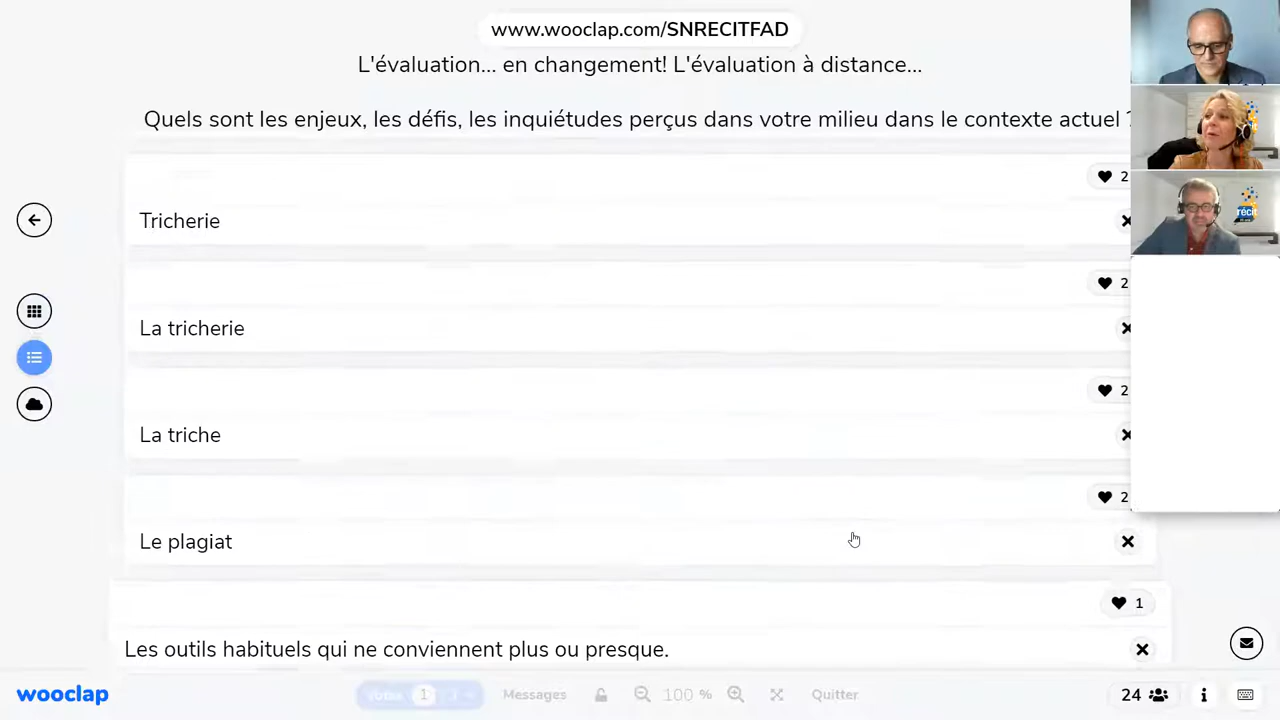 www.wooclap.com/SNRECITFAD
L'évaluation... en changement! L'évaluation à distance...
Quels sont les enjeux, les défis, les inquiétudes perçus dans votre milieu dans le contexte actuel ?
2
Tricherie
2
La tricherie
2
La triche
2
Le plagiat
1
Les outils habituels qui ne conviennent plus ou presque.
wooclap
1
Messages
100 %
Quitter
24
récit